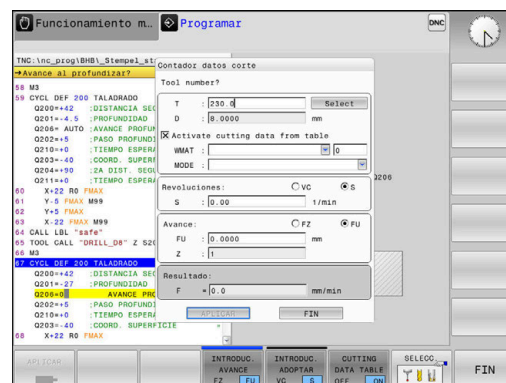 Funcionamiento m...
Programar
DNC
TNC:\nc_prog\BHB\_Stempel_st
→Avance al profundizar?
58 M3
59 CYCL DEF 200 TALADRADO
Q200=+42 ;DISTANCIA SEG
Q201=-4.5 ;PROFUNDIDAD
Q206= AUTO ;AVANCE PROFUN
Q202=+5 ;PASO PROFUNDI
Q210=+0 ;TIEMPO ESPERA
Q203=-40 ;COORD. SUPERF
Q204=+90 ;2A DIST. SEGU
Q211=+0 ;TIEMPO ESPERA
60 X+22 R0 FMAX
61 Y-5 FMAX M99
62 Y+5 FMAX
63 X-22 FMAX M99
64 CALL LBL "safe"
65 TOOL CALL "DRILL_D8" Z S20
66 M3
67 CYCL DEF 200 TALADRADO
Q200=+42 ;DISTANCIA SEG
Q201=-27 ;PROFUNDIDAD
Q206=0 AVANCE PRO
Q202=+5 ;PASO PROFUND
Q210=+0 ;TIEMPO ESPERA
Q203=-40 ;COORD. SUPERFICIE
68 X+22 R0 FMAX
Contador datos corte
Tool number?
T : 230.0 Select
D : 8.0000 mm
Activate cutting data from table
WMAT : 0
MODE :
Revoluciones: VC S
S : 0.00 1/min
Avance: FZ FU
FU : 0.0000 mm
Z : 1
Resultado:
F = 0.0 mm/min
APLICAR FIN
Q206
APLICAR
INTRODUC. AVANCE FZ FU
INTRODUC. ADOPTAR VC S
CUTTING DATA TABLE OFF ON
SELECC.
FIN